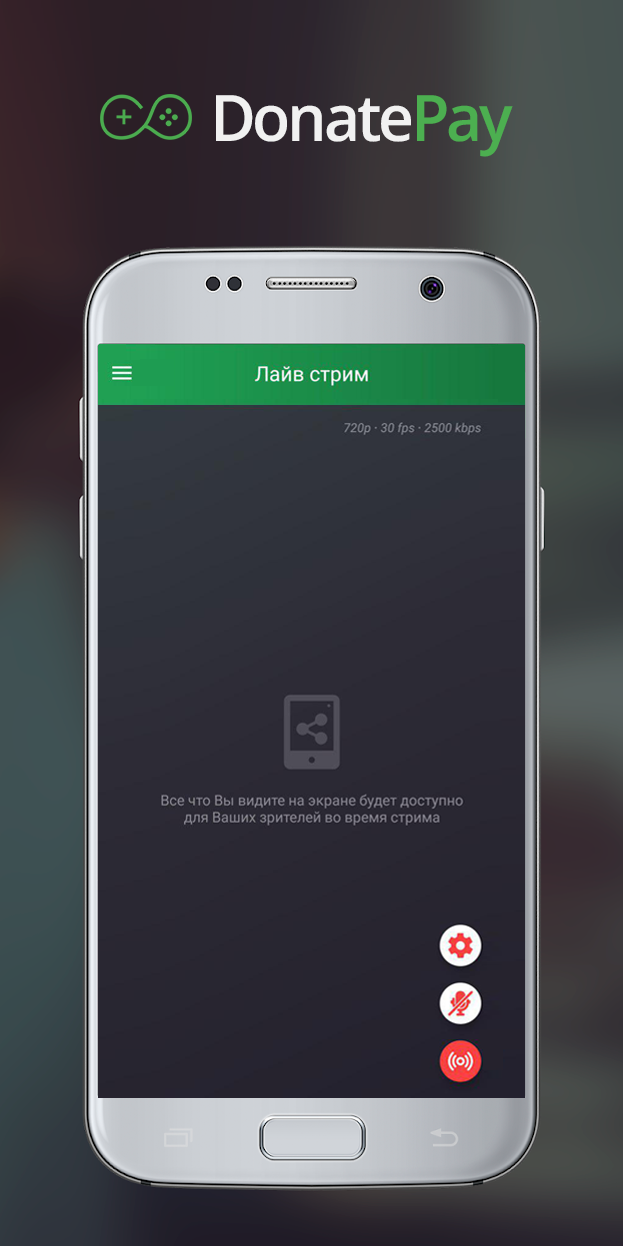 DonatePay
Лайв стрим
720p · 30 fps · 2500 kbps
Все что Вы видите на экране будет доступно
для Ваших зрителей во время стрима